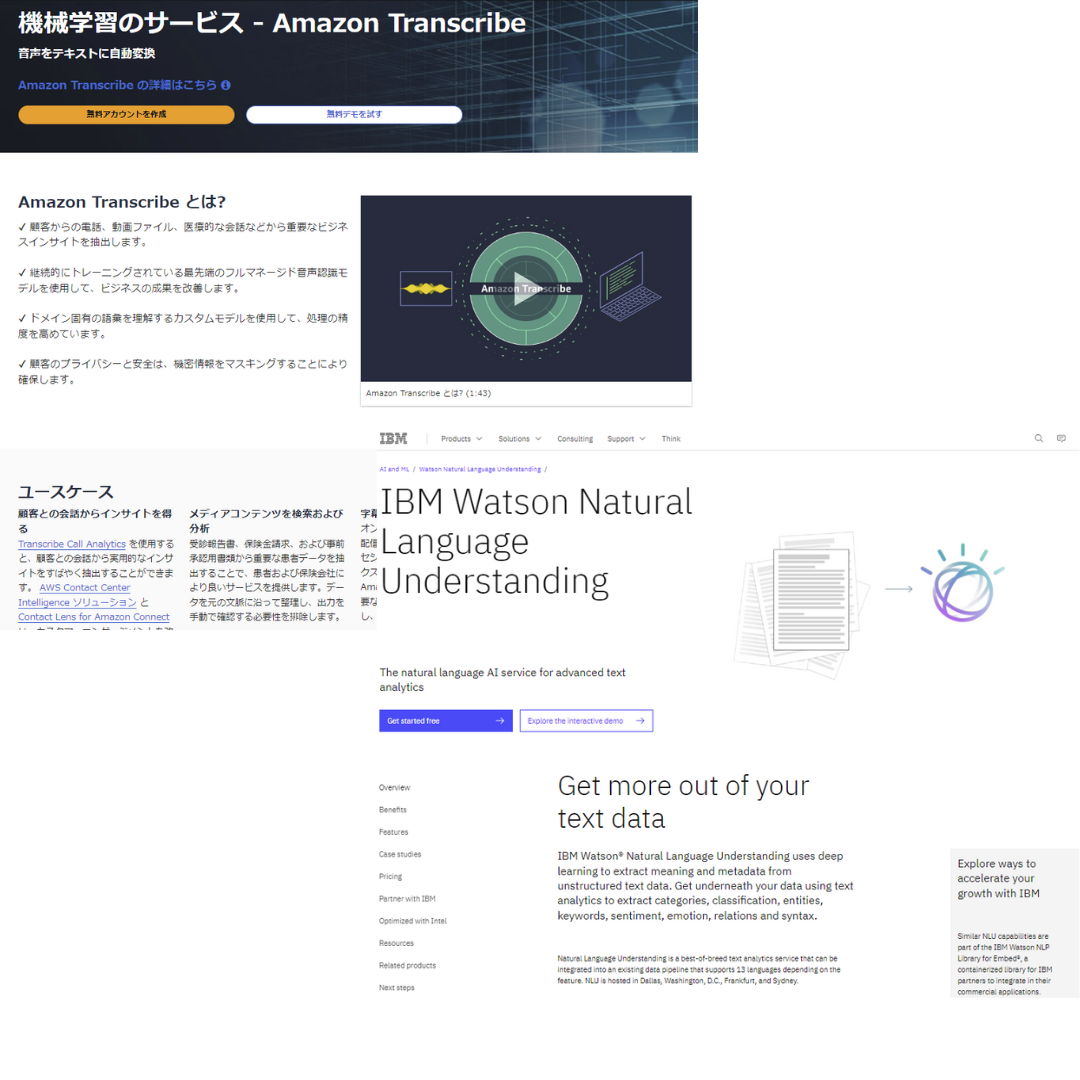 機械学習のサービス - Amazon Transcribe
音声をテキストに自動変換
Amazon Transcribe の詳細はこちら
無料アカウントを作成
無料デモを試す
Amazon Transcribe とは?
✓ 顧客からの電話、動画ファイル、医療的な会話などから重要なビジネ
スインサイトを抽出します。
✓ 継続的にトレーニングされている最先端のフルマネージド音声認識モ
デルを使用して、ビジネスの成果を改善します。
✓ ドメイン固有の語彙を理解するカスタムモデルを使用して、処理の精
度を高めています。
✓ 顧客のプライバシーと安全は、機密情報をマスキングすることにより
確保します。
Amazon Transcribe
Amazon Transcribe とは? (1:43)
ユースケース
顧客との会話からインサイトを得
る
Transcribe Call Analytics を使用する
と、顧客との会話から実用的なインサ
イトをすばやく抽出することができま
す。 AWS Contact Center
Intelligence ソリューション と
Contact Lens for Amazon Connect
メディアコンテンツを検索および
分析
受診報告書、保険金請求、および事前
承認用書類から重要な患者データを抽
出することで、患者および保険会社に
より良いサービスを提供します。デー
タを元の文脈に沿って整理し、出力を
手動で確認する必要性を排除します。
字幕
オン
配信
セシ
クス
Ama
要な
し、
IBM
Products
Solutions
Consulting
Support
Think
AI and ML / Watson Natural Language Understanding /
IBM Watson Natural
Language
Understanding
The natural language AI service for advanced text
analytics
Get started free
Explore the interactive demo
Overview
Benefits
Features
Case studies
Pricing
Partner with IBM
Optimized with Intel
Resources
Related products
Next steps
Get more out of your
text data
IBM Watson® Natural Language Understanding uses deep
learning to extract meaning and metadata from
unstructured text data. Get underneath your data using text
analytics to extract categories, classification, entities,
keywords, sentiment, emotion, relations and syntax.
Natural Language Understanding is a best-of-breed text analytics service that can be
integrated into an existing data pipeline that supports 13 languages depending on the
feature. NLU is hosted in Dallas, Washington, D.C., Frankfurt, and Sydney.
Explore ways to
accelerate your
growth with IBM
Similar NLU capabilities are
part of the IBM Watson NLP
Library for Embed®, a
containerized library for IBM
partners to integrate in their
commercial applications.